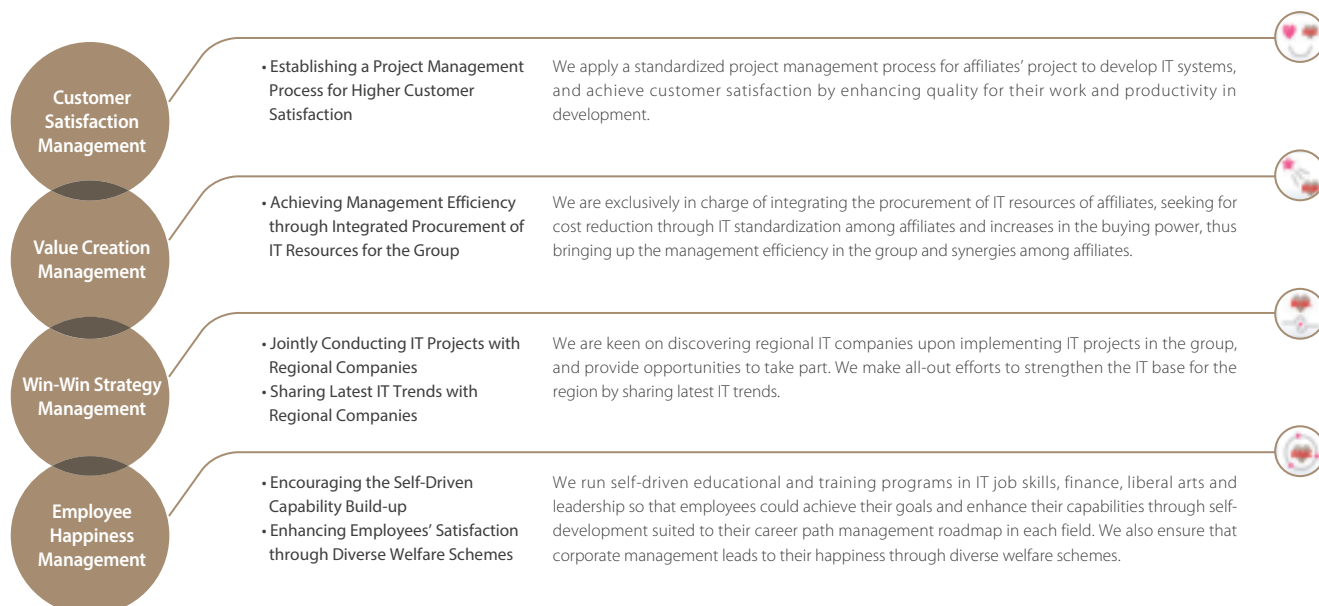 Customer
Satisfaction
Management
• Establishing a Project Management
Process for Higher Customer
Satisfaction
We apply a standardized project management process for affiliates' project to develop IT systems,
and achieve customer satisfaction by enhancing quality for their work and productivity in
development.
Value Creation
Management
• Achieving Management Efficiency
through Integrated Procurement of
IT Resources for the Group
We are exclusively in charge of integrating the procurement of IT resources of affiliates, seeking for
cost reduction through IT standardization among affiliates and increases in the buying power, thus
bringing up the management efficiency in the group and synergies among affiliates.
Win-Win Strategy
Management
• Jointly Conducting IT Projects with
Regional Companies
• Sharing Latest IT Trends with
Regional Companies
We are keen on discovering regional IT companies upon implementing IT projects in the group,
and provide opportunities to take part. We make all-out efforts to strengthen the IT base for the
region by sharing latest IT trends.
Employee
Happiness
Management
• Encouraging the Self-Driven
Capability Build-up
• Enhancing Employees' Satisfaction
through Diverse Welfare Schemes
We run self-driven educational and training programs in IT job skills, finance, liberal arts and
leadership so that employees could achieve their goals and enhance their capabilities through self-
development suited to their career path management roadmap in each field. We also ensure that
corporate management leads to their happiness through diverse welfare schemes.